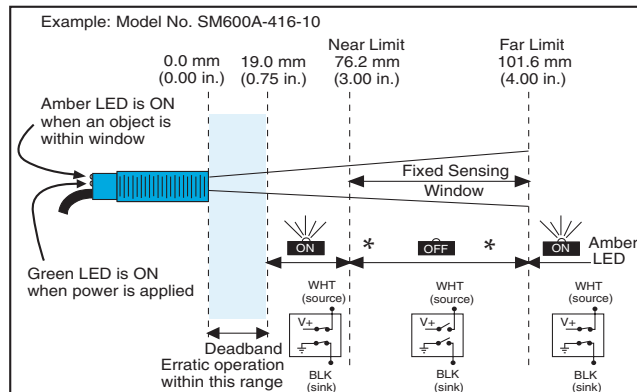 Example: Model No. SM600A-416-10
0.0 mm
(0.00 in.)
19.0 mm
(0.75 in.)
Near Limit
76.2 mm
(3.00 in.)
Far Limit
101.6 mm
(4.00 in.)
Amber LED is ON
when an object is
within window
Fixed Sensing
Window
ON
*
OFF
*
ON
Amber
LED
Green LED is ON
when power is applied
WHT
(source)
V+
BLK
(sink)
WHT
(source)
V+
BLK
(sink)
WHT
(source)
V+
BLK
(sink)
Deadband
Erratic operation
within this range